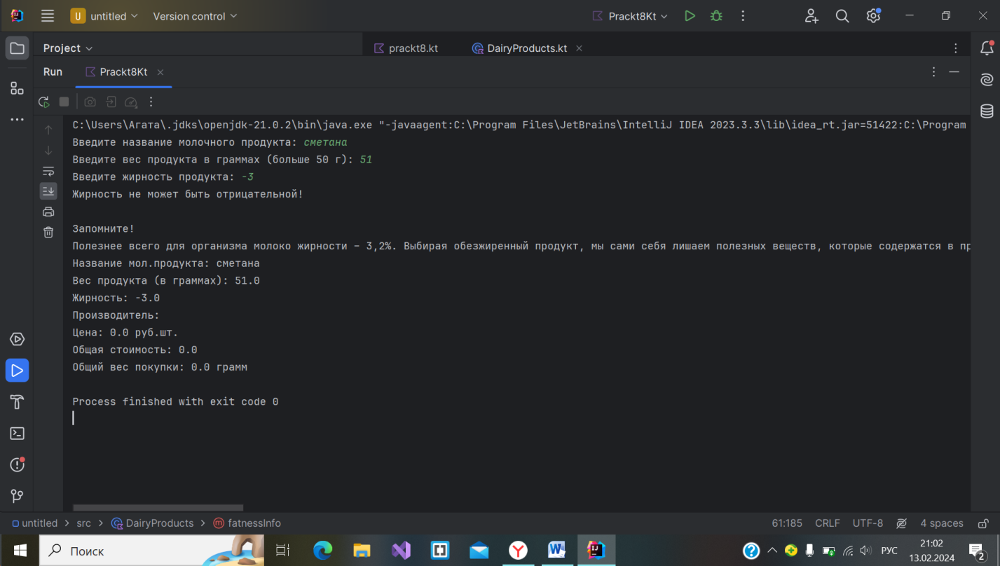 U untitled Version control Prackt8Kt
Project prackt8.kt DairyProducts.kt
Run Prackt8Kt
C:\Users\Агата\.jdks\openjdk-21.0.2\bin\java.exe "-javaagent:C:\Program Files\JetBrains\IntelliJ IDEA 2023.3.3\lib\idea_rt.jar=51422:C:\Program
Введите название молочного продукта: сметана
Введите вес продукта в граммах (больше 50 г): 51
Введите жирность продукта: -3
Жирность не может быть отрицательной!
Запомните!
Полезнее всего для организма молоко жирности – 3,2%. Выбирая обезжиренный продукт, мы сами себя лишаем полезных веществ, которые содержатся в пр
Название мол.продукта: сметана
Вес продукта (в граммах): 51.0
Жирность: -3.0
Производитель:
Цена: 0.0 руб.шт.
Общая стоимость: 0.0
Общий вес покупки: 0.0 грамм
Process finished with exit code 0
untitled > src > DairyProducts > fatnessInfo 61:185 CRLF UTF-8 4 spaces
Поиск РУС 21:02
13.02.2024 2